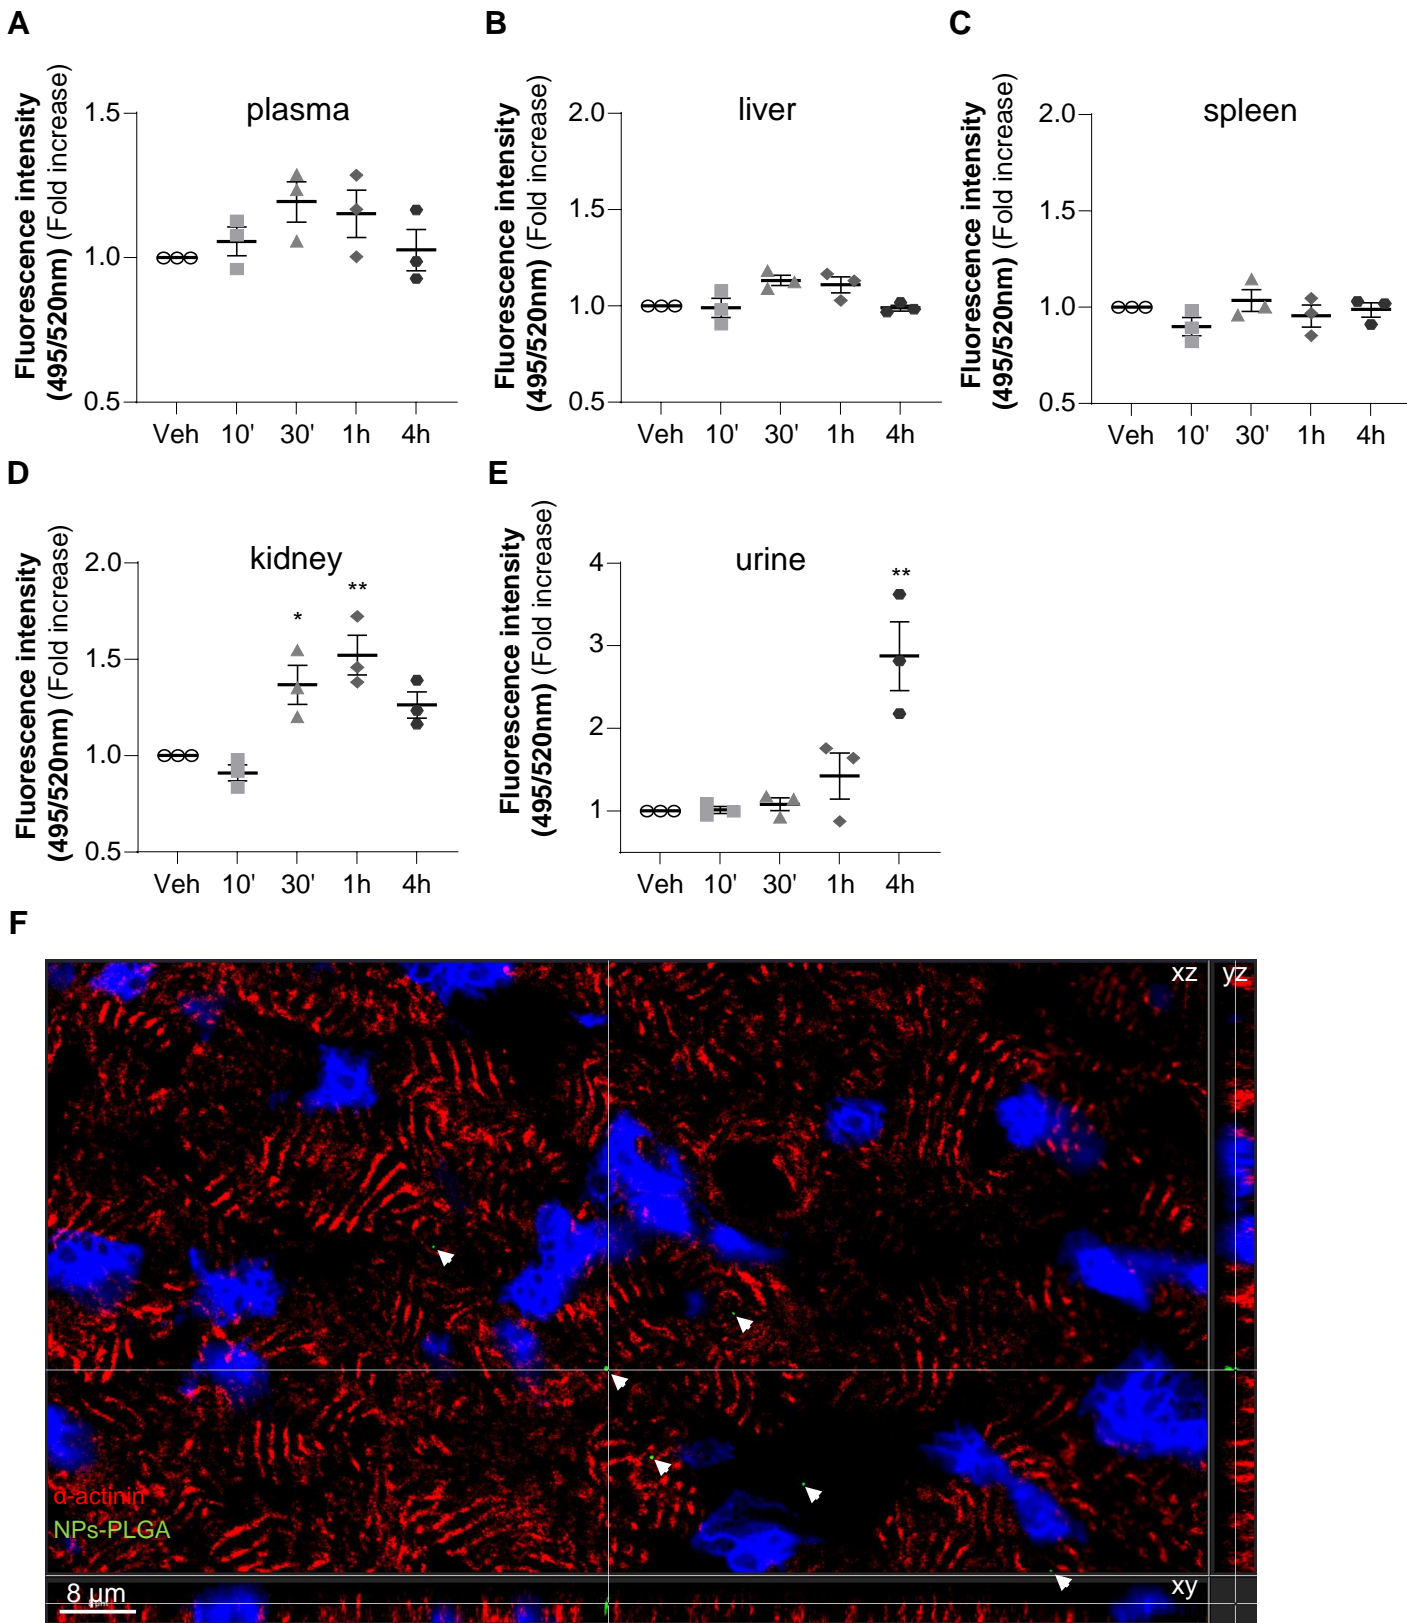 A
B
C
Fluorescence intensity
(495/520nm) (Fold increase)
plasma
1.5
1.0
0.5
Veh 10' 30' 1h 4h
Fluorescence intensity
(495/520nm) (Fold increase)
liver
2.0
1.5
1.0
0.5
Veh 10' 30' 1h 4h
Fluorescence intensity
(495/520nm) (Fold increase)
spleen
2.0
1.5
1.0
0.5
Veh 10' 30' 1h 4h
D
E
Fluorescence intensity
(495/520nm) (Fold increase)
kidney
2.0
1.5
1.0
0.5
* **
Veh 10' 30' 1h 4h
Fluorescence intensity
(495/520nm) (Fold increase)
urine
4
3
2
1
**
Veh 10' 30' 1h 4h
F
xz yz
α-actinin
NPs-PLGA
8 µm
xy